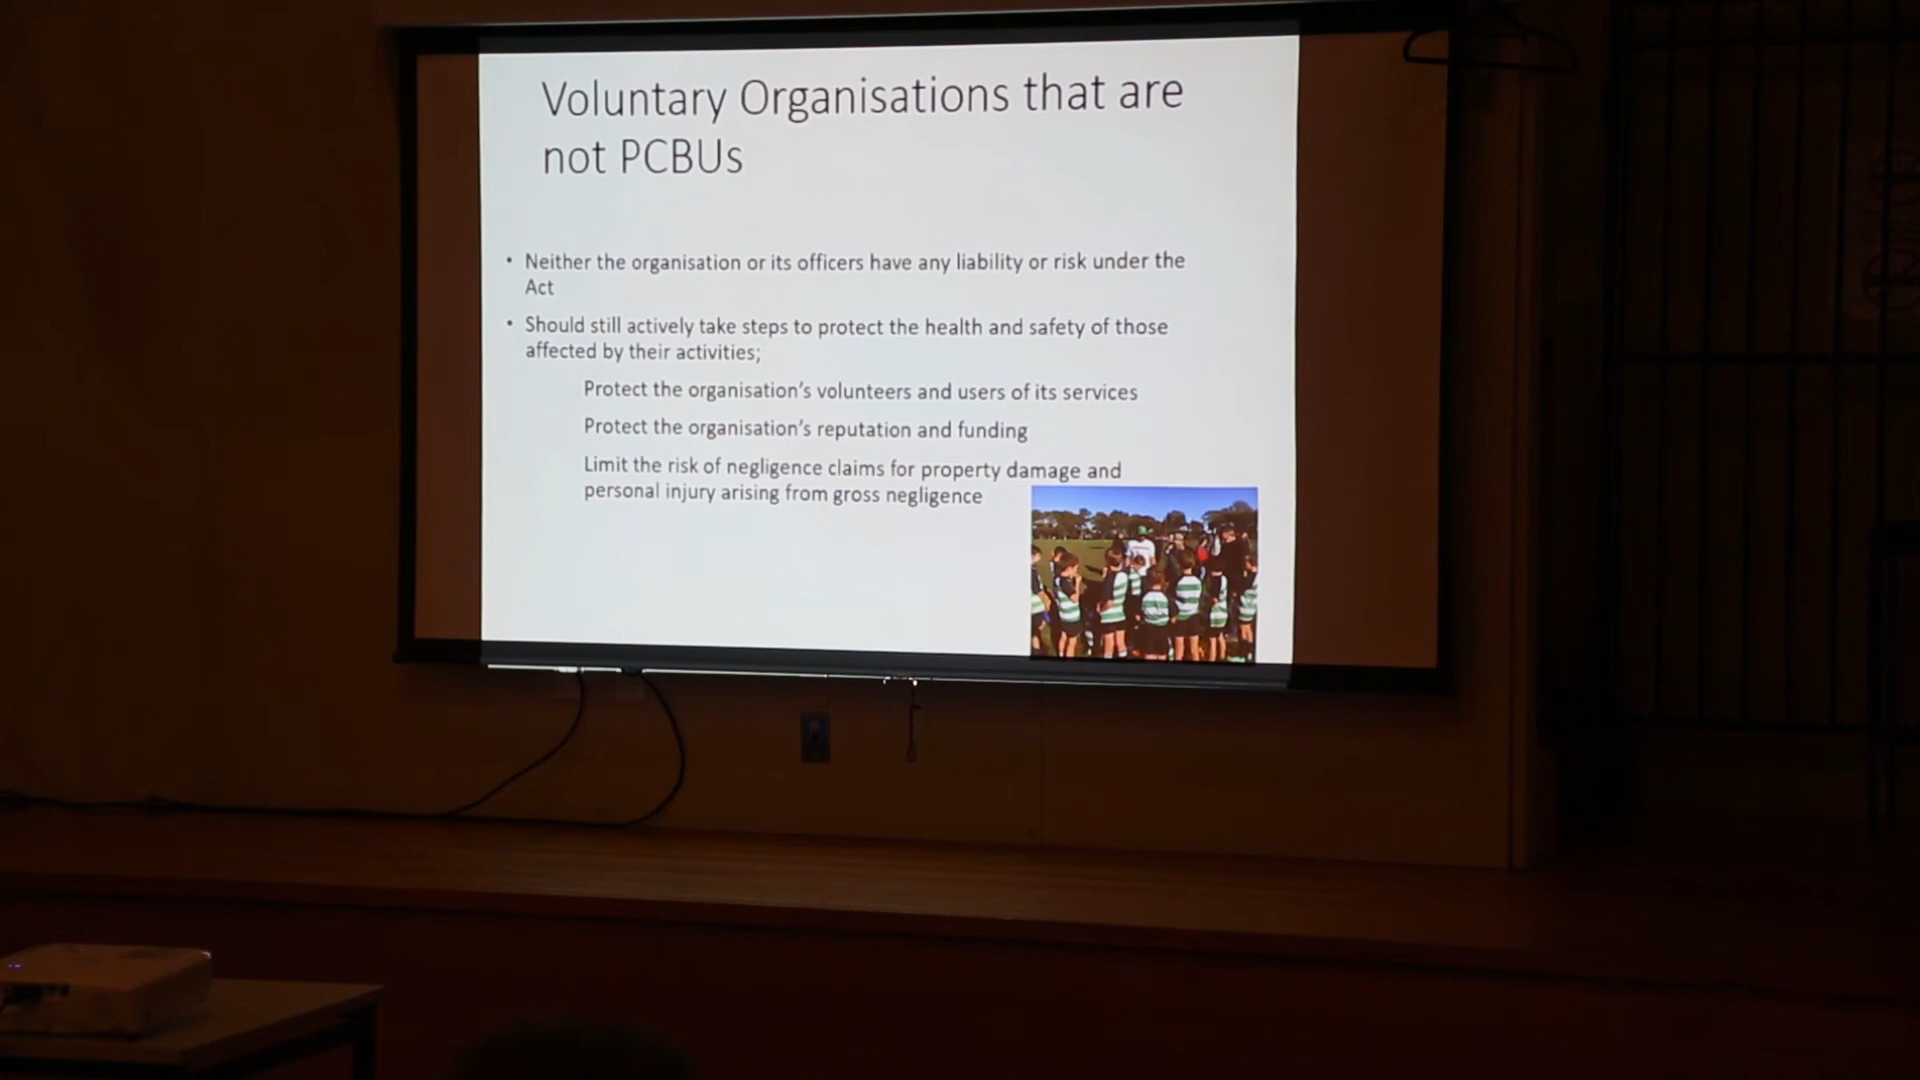 Voluntary Organisations that are
not PCBUs
• Neither the organisation or its officers have any liability or risk under the
Act
• Should still actively take steps to protect the health and safety of those
affected by their activities;
Protect the organisation's volunteers and users of its services
Protect the organisation's reputation and funding
Limit the risk of negligence claims for property damage and
personal injury arising from gross negligence